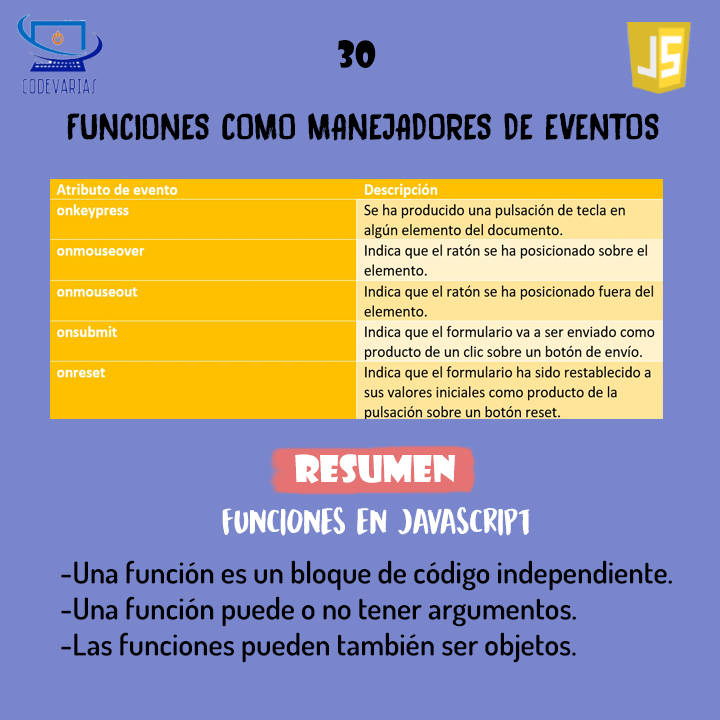 CODEVARIAS
30
JS
FUNCIONES COMO MANEJADORES DE EVENTOS
Atributo de evento Descripción
onkeypress Se ha producido una pulsación de tecla en
algún elemento del documento.
onmouseover Indica que el ratón se ha posicionado sobre el
elemento.
onmouseout Indica que el ratón se ha posicionado fuera del
elemento.
onsubmit Indica que el formulario va a ser enviado como
producto de un clic sobre un botón de envío.
onreset Indica que el formulario ha sido restablecido a
sus valores iniciales como producto de la
pulsación sobre un botón reset.
RESUMEN
FUNCIONES EN JAVASCRIPT
-Una función es un bloque de código independiente.
-Una función puede o no tener argumentos.
-Las funciones pueden también ser objetos.